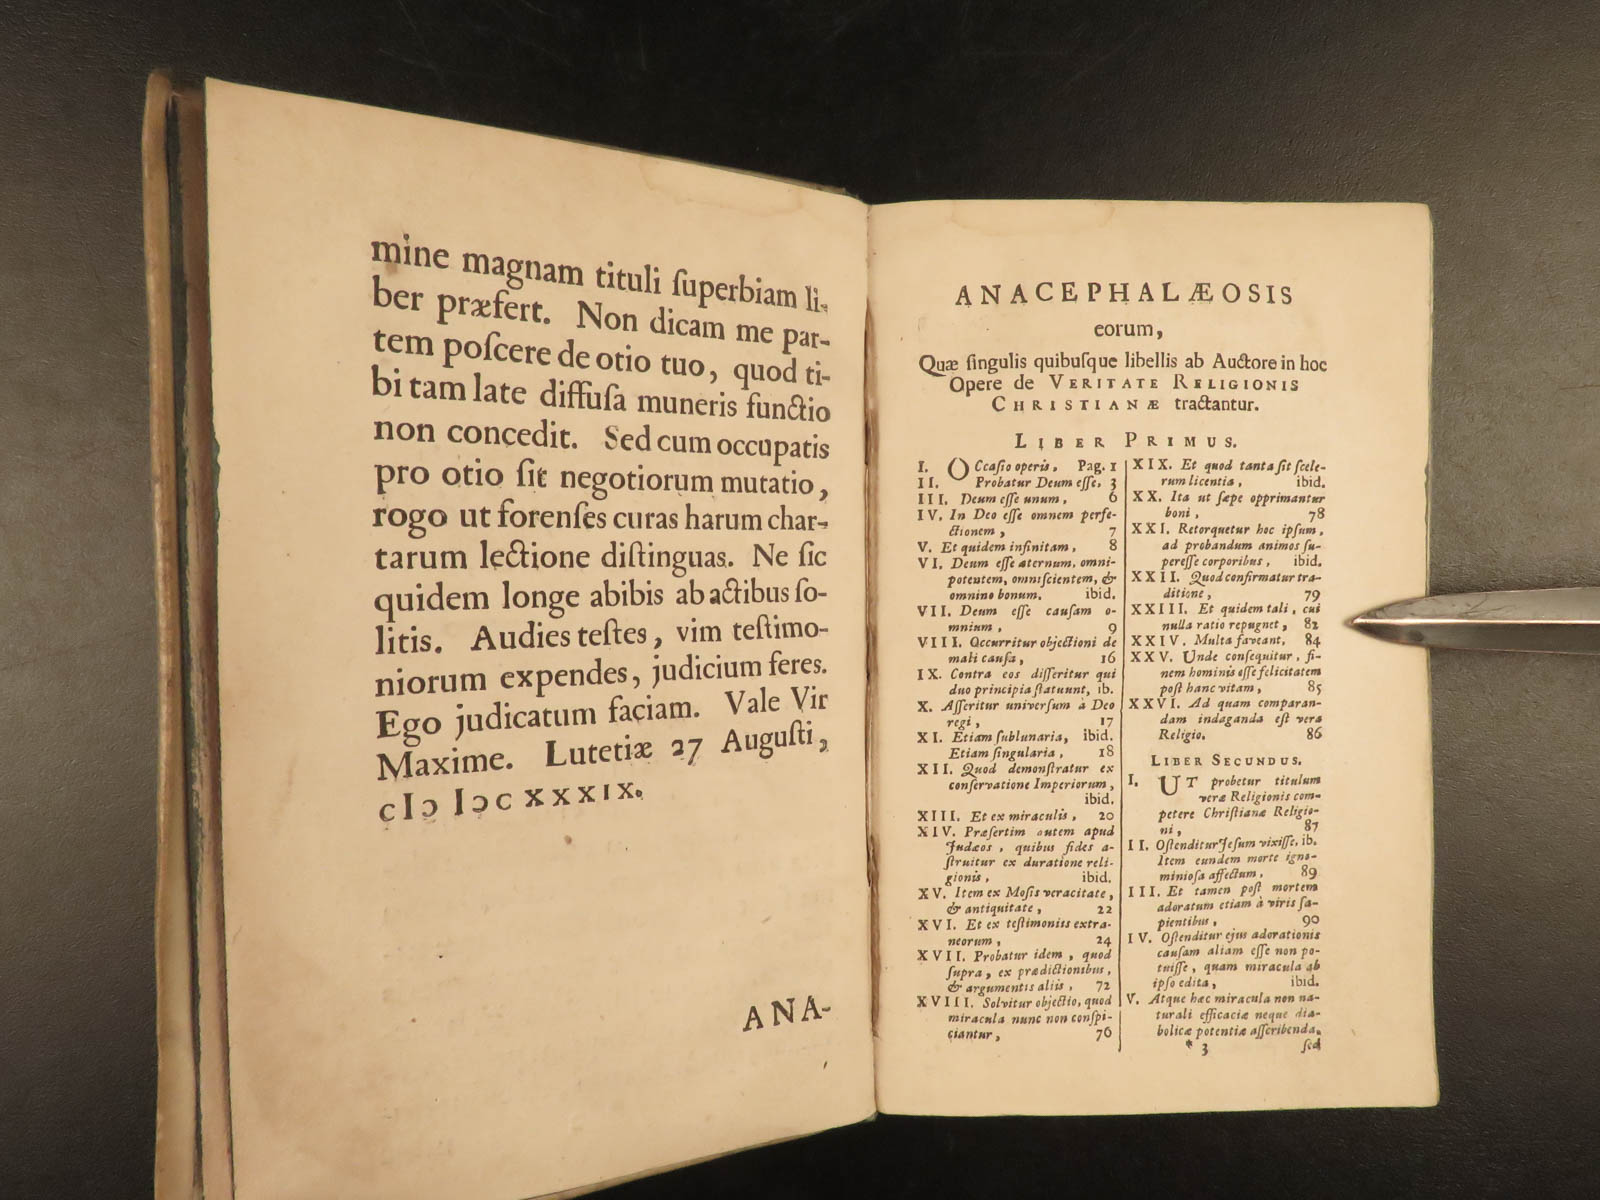 mine magnam tituli ſuperbiam li-
ber præfert. Non dicam me par-
tem poſcere de otio tuo, quod ti-
bi tam late diffuſa muneris functio
non concedit. Sed cum occupatis
pro otio ſit negotiorum mutatio,
rogo ut forenſes curas harum char-
tarum lectione diſtinguas. Ne ſic
quidem longe abibis ab actibus ſo-
litis. Audies teſtes, vim teſtimo-
niorum expendes, judicium feres.
Ego judicatum faciam. Vale Vir
Maxime. Lutetiæ 27 Auguſti,
cIɔ Iɔc XXXIX.
ANA-
ANACEPHALÆOSIS
eorum,
Quæ ſingulis quibuſque libellis ab Auctore in hoc
Opere de VERITATE RELIGIONIS
CHRISTIANÆ tractantur.
LIBER PRIMUS.
I. OCcaſio operis, Pag. 1
II. Probatur Deum eſſe, 3
III. Deum eſſe unum, 6
IV. In Deo eſſe omnem perfe-
ctionem, 7
V. Et quidem infinitam, 8
VI. Deum eſſe æternum, omni-
potentem, omniſcientem, &
omnino bonum. ibid.
VII. Deum eſſe cauſam o-
mnium, 9
VIII. Occurritur objectioni de
mali cauſa, 16
IX. Contra eos diſſeritur qui
duo principia ſtatuunt, ib.
X. Aſſeritur univerſum à Deo
regi, 17
XI. Etiam ſublunaria, ibid.
Etiam ſingularia, 18
XII. Quod demonſtratur ex
conſervatione Imperiorum,
ibid.
XIII. Et ex miraculis, 20
XIV. Præſertim autem apud
Judæos, quibus fides a-
ſtruitur ex duratione reli-
gionis, ibid.
XV. Item ex Moſis veracitate,
& antiquitate, 22
XVI. Et ex teſtimoniis extra-
neorum, 24
XVII. Probatur idem, quod
ſupra, ex prædictionibus,
& argumentis aliis, 72
XVIII. Solvitur objectio, quod
miracula nunc non conſpi-
ciantur, 76
XIX. Et quod tanta ſit ſcele-
rum licentia, ibid.
XX. Ita ut ſæpe opprimantur
boni, 78
XXI. Retorquetur hoc ipſum,
ad probandum animos ſu-
pereſſe corporibus, ibid.
XXII. Quod confirmatur tra-
ditione, 79
XXIII. Et quidem tali, cui
nulla ratio repugnet, 82
XXIV. Multa faveant, 84
XXV. Unde conſequitur, fi-
nem hominis eſſe felicitatem
poſt hanc vitam, 85
XXVI. Ad quam comparan-
dam indaganda eſt vera
Religio. 86
LIBER SECUNDUS.
I. UT probetur titulum
veræ Religionis com-
petere Chriſtianæ Religio-
ni, 87
II. Oſtenditur Jeſum vixiſſe, ib.
Item eundem morte igno-
minioſa affectum, 89
III. Et tamen poſt mortem
adoratum etiam à viris ſa-
pientibus, 90
IV. Oſtenditur ejus adorationis
cauſam aliam eſſe non po-
tuiſſe, quam miracula ab
ipſo edita, ibid.
V. Atque hæc miracula non na-
turali efficaciæ neque dia-
bolicæ potentiæ aſſcribenda.
* 3 ſed